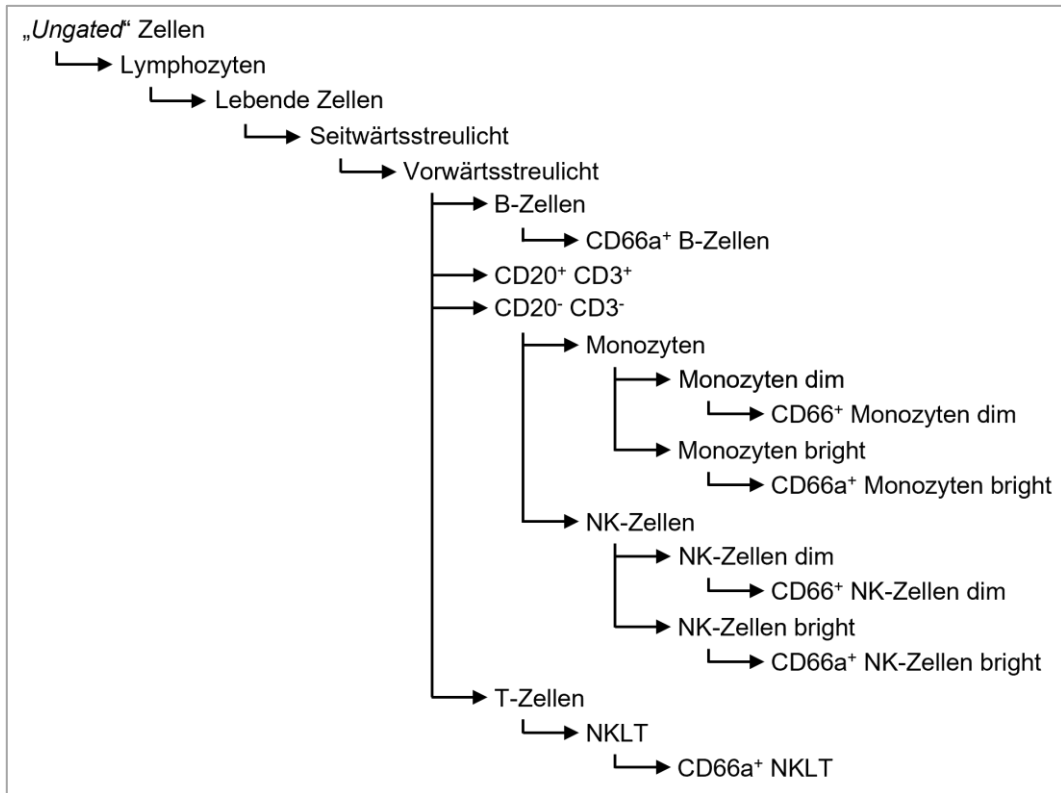 „Ungated“ Zellen
Lymphozyten
Lebende Zellen
Seitwärtsstreulicht
Vorwärtsstreulicht
B-Zellen
CD66a⁺ B-Zellen
CD20⁺ CD3⁺
CD20⁻ CD3⁻
Monozyten
Monozyten dim
CD66⁺ Monozyten dim
Monozyten bright
CD66a⁺ Monozyten bright
NK-Zellen
NK-Zellen dim
CD66⁺ NK-Zellen dim
NK-Zellen bright
CD66a⁺ NK-Zellen bright
T-Zellen
NKLT
CD66a⁺ NKLT